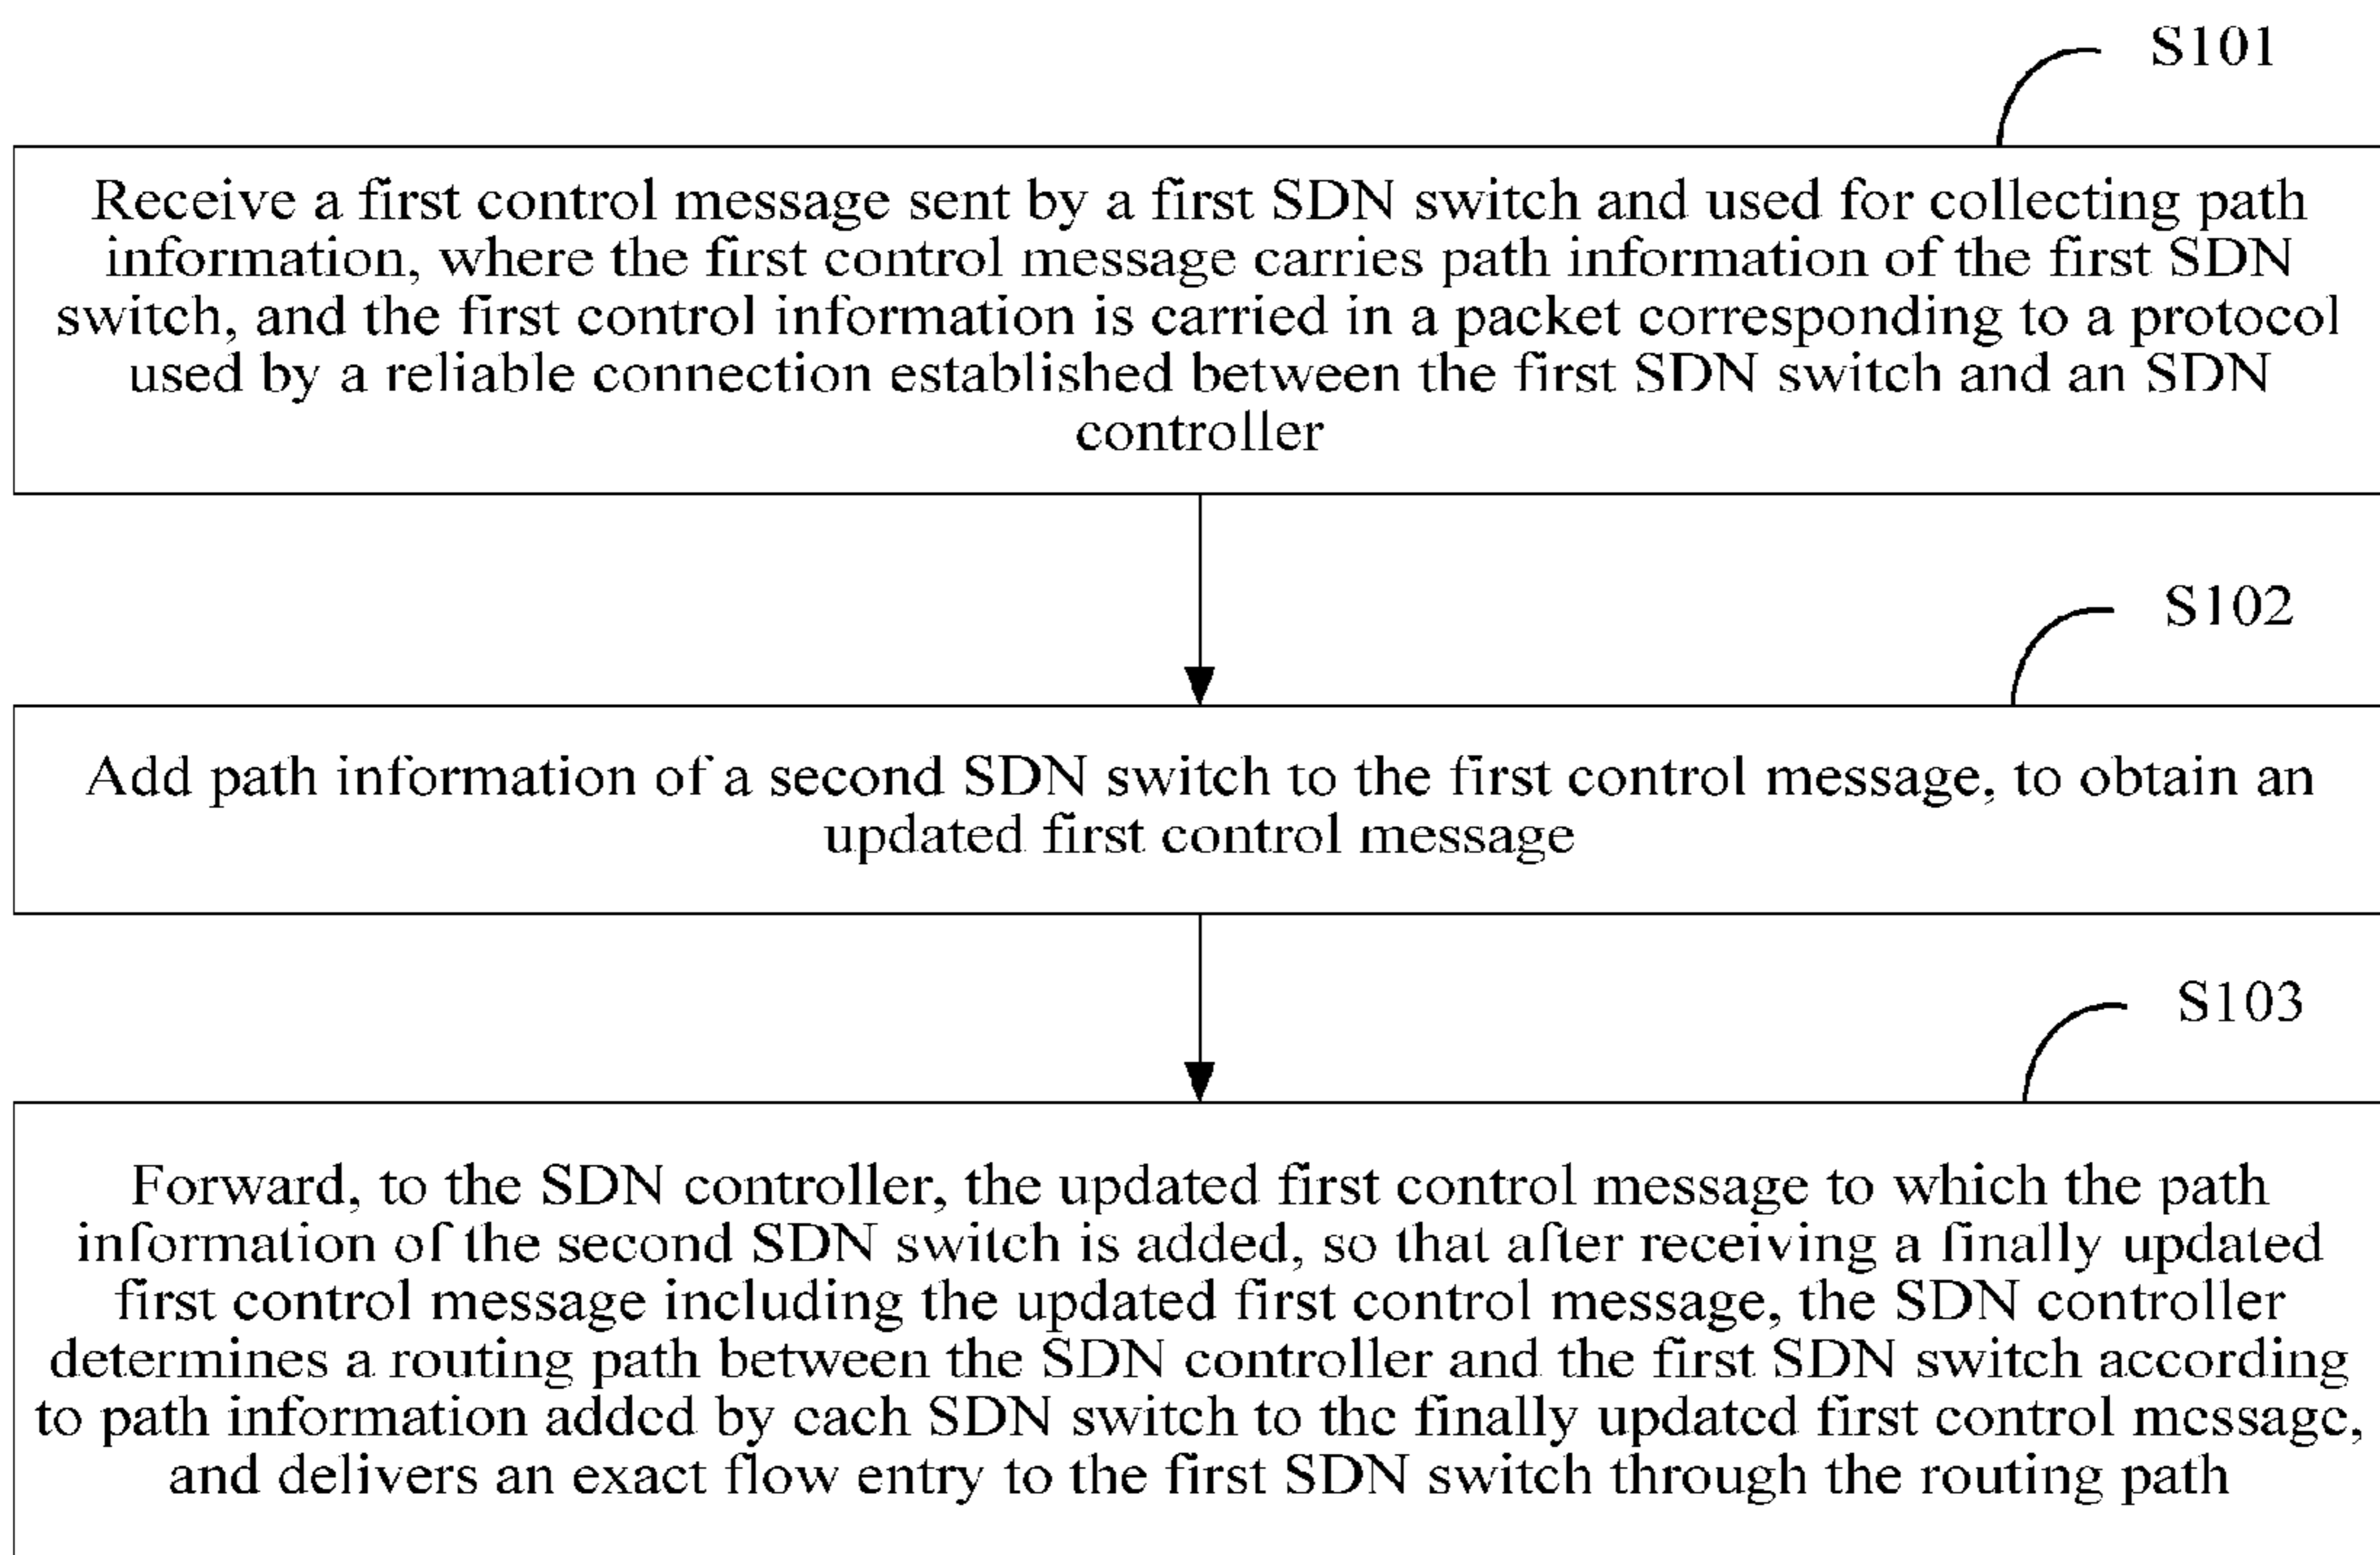 S101
Receive a first control message sent by a first SDN switch and used for collecting path
information, where the first control message carries path information of the first SDN
switch, and the first control information is carried in a packet corresponding to a protocol
used by a reliable connection established between the first SDN switch and an SDN
controller
S102
Add path information of a second SDN switch to the first control message, to obtain an
updated first control message
S103
Forward, to the SDN controller, the updated first control message to which the path
information of the second SDN switch is added, so that after receiving a finally updated
first control message including the updated first control message, the SDN controller
determines a routing path between the SDN controller and the first SDN switch according
to path information added by each SDN switch to the finally updated first control message,
and delivers an exact flow entry to the first SDN switch through the routing path